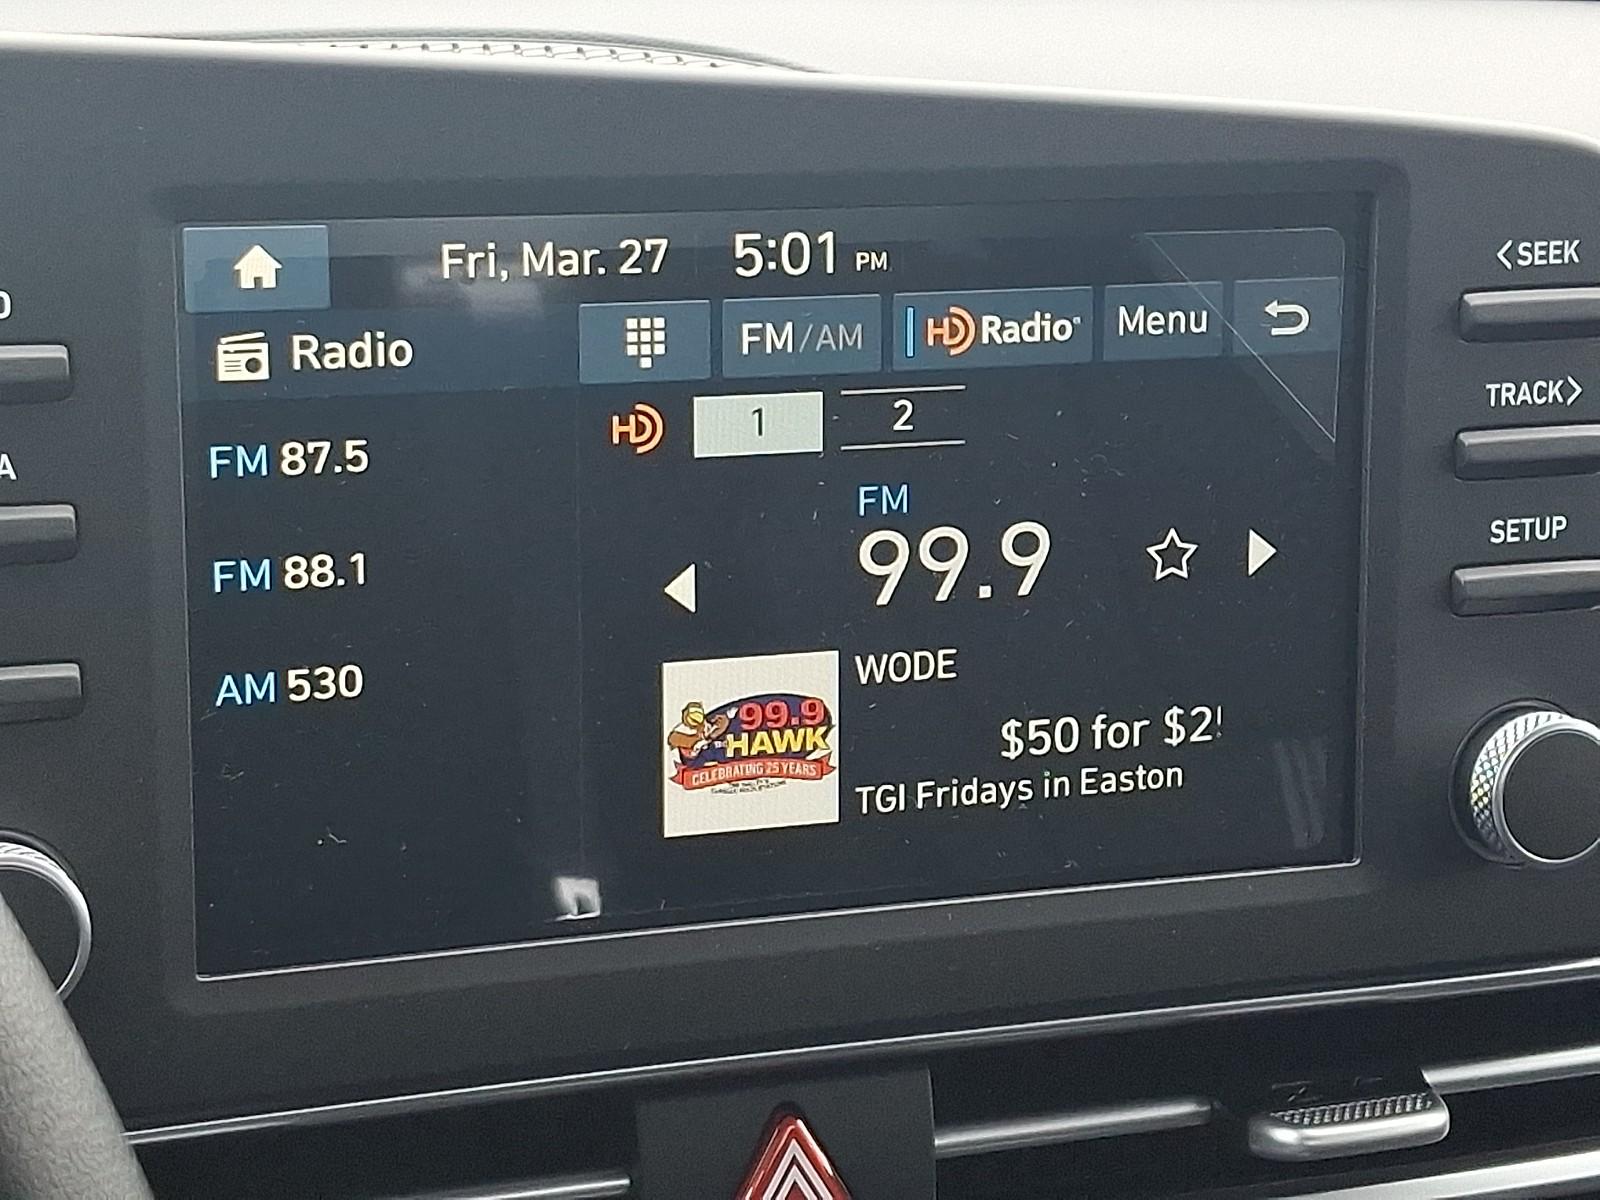 Fri, Mar. 27 5:01 PM
Radio
FM/AM
HD Radio
Menu
HD 1 2
FM 87.5
FM 88.1
AM 530
FM
99.9
WODE
$50 for $2
TGI Fridays in Easton
99.9
THE HAWK
CELEBRATING 25 YEARS
<SEEK
TRACK>
SETUP
A